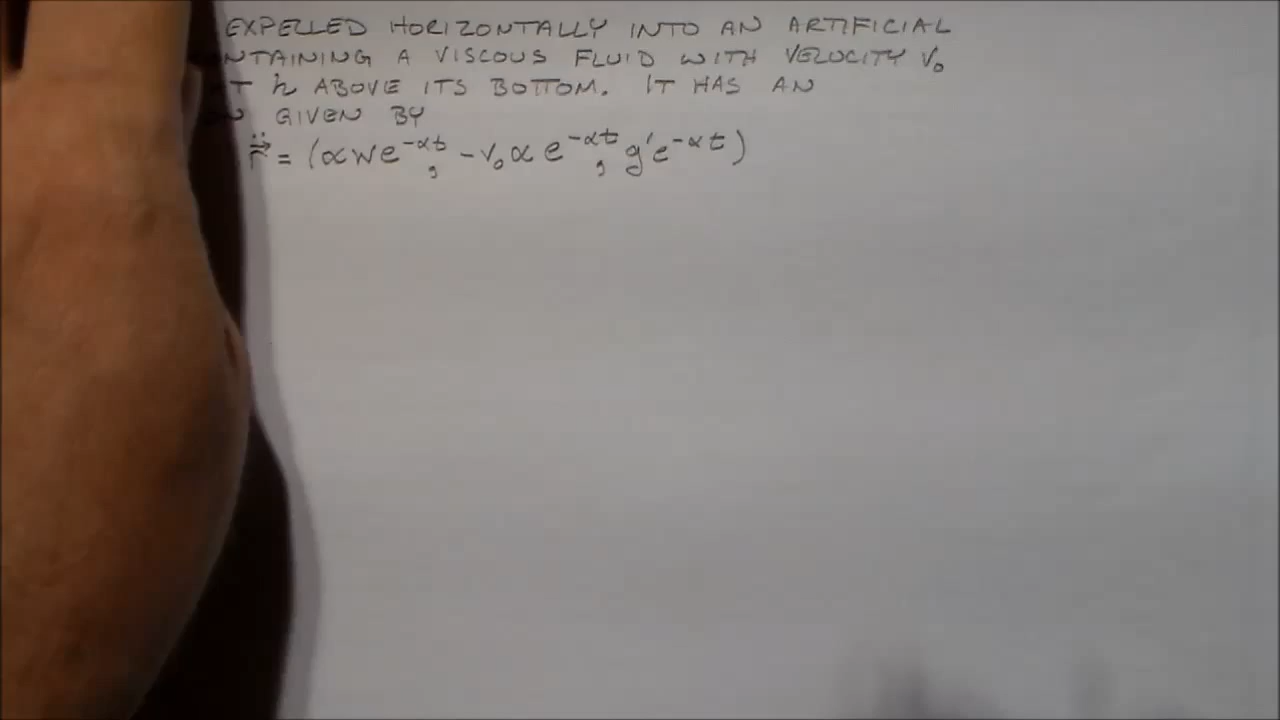 EXPELLED HORIZONTALLY INTO AN ARTIFICIAL
NTAINING A VISCOUS FLUID WITH VELOCITY V₀
T h ABOVE ITS BOTTOM. IT HAS AN
N GIVEN BY
r⃗̈ = (αwe^{-αt}, -v₀αe^{-αt}, g'e^{-αt})